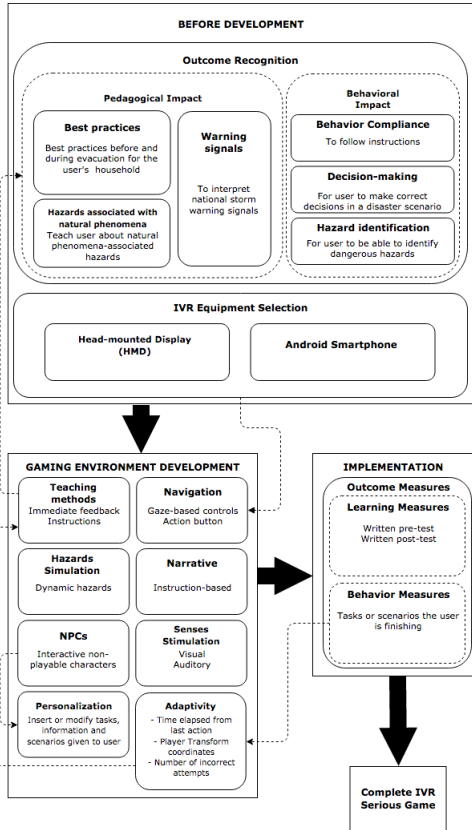 BEFORE DEVELOPMENT
Outcome Recognition
Pedagogical Impact
Best practices
Best practices before and
during evacuation for the
user's household
Hazards associated with
natural phenomena
Teach user about natural
phenomena-associated
hazards
Warning
signals
To interpret
national storm
warning signals
Behavioral
Impact
Behavior Compliance
To follow instructions
Decision-making
For user to make correct
decisions in a disaster scenario
Hazard identification
For user to be able to identify
dangerous hazards
IVR Equipment Selection
Head-mounted Display
(HMD)
Android Smartphone
GAMING ENVIRONMENT DEVELOPMENT
Teaching
methods
Immediate feedback
Instructions
Navigation
Gaze-based controls
Action button
Hazards
Simulation
Dynamic hazards
Narrative
Instruction-based
NPCs
Interactive non-
playable characters
Senses
Stimulation
Visual
Auditory
Personalization
Insert or modify tasks,
information and
scenarios given to user
Adaptivity
- Time elapsed from
last action
- Player Transform
coordinates
- Number of incorrect
attempts
IMPLEMENTATION
Outcome Measures
Learning Measures
Written pre-test
Written post-test
Behavior Measures
Tasks or scenarios the user
is finishing
Complete IVR
Serious Game